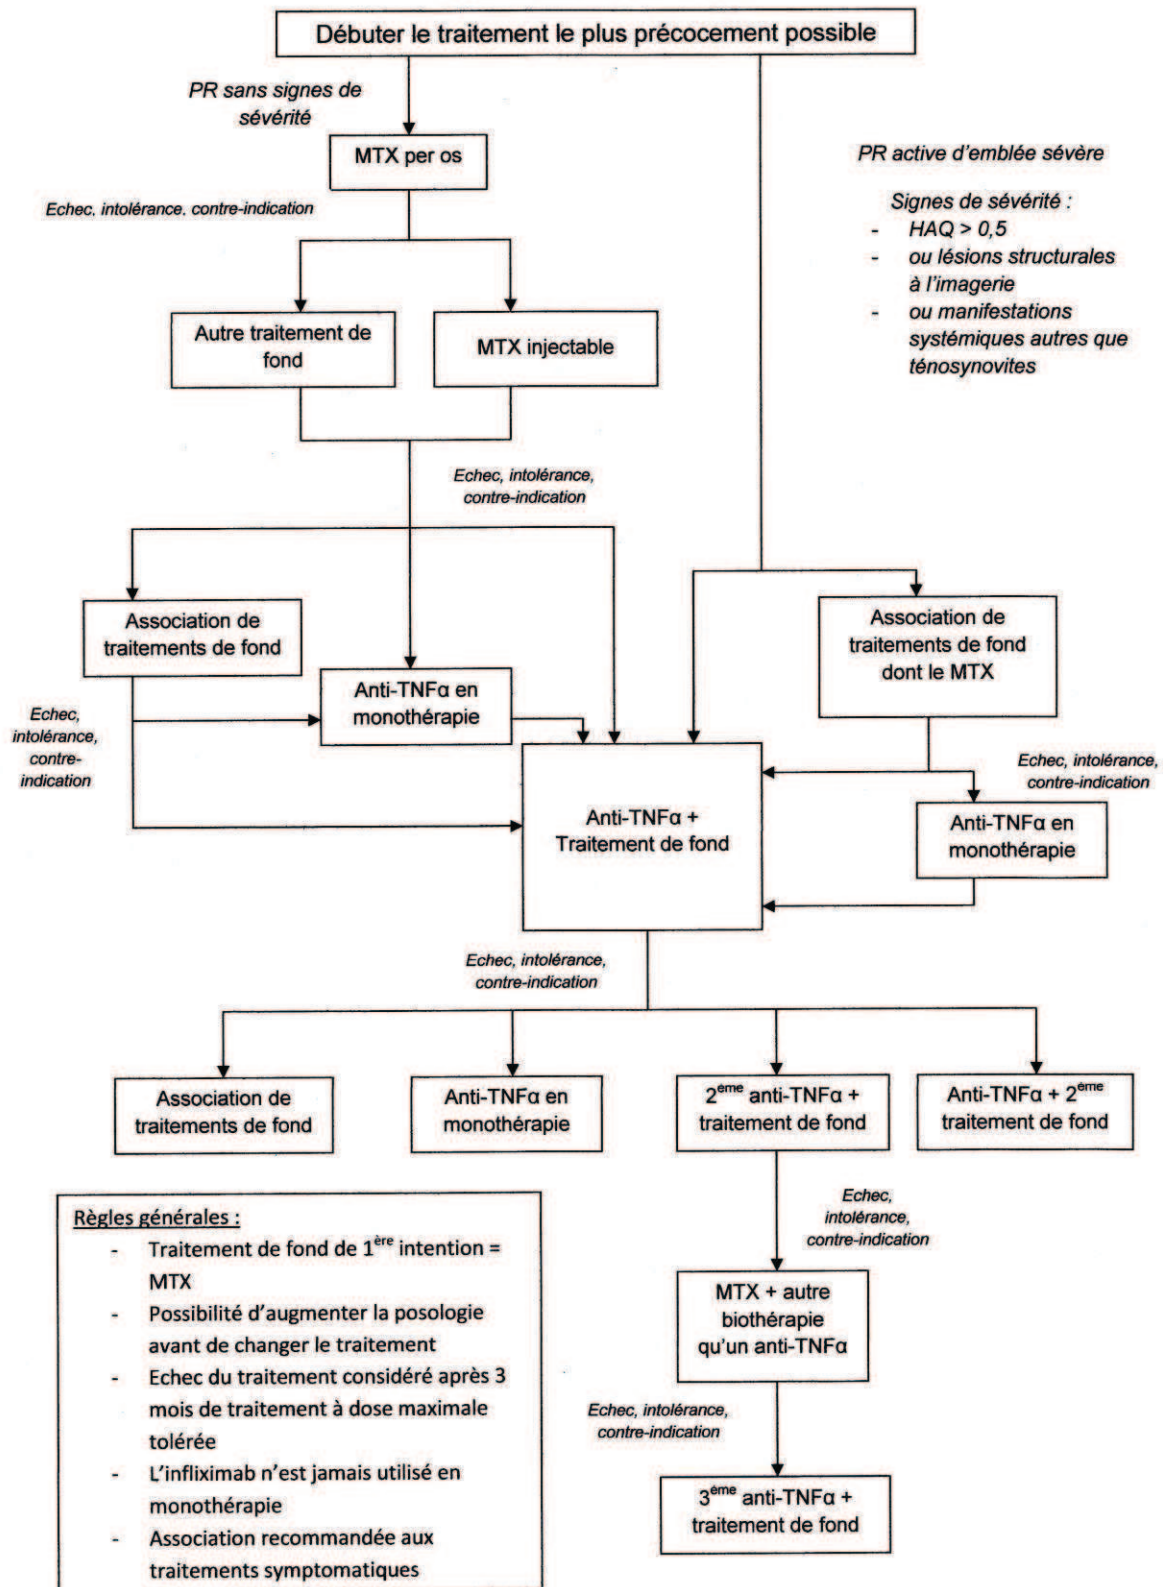 Débuter le traitement le plus précocement possible
PR sans signes de
sévérité
MTX per os
PR active d'emblée sévère
Signes de sévérité :
- HAQ > 0,5
- ou lésions structurales
à l'imagerie
- ou manifestations
systémiques autres que
ténosynovites
Echec, intolérance, contre-indication
Autre traitement de
fond
MTX injectable
Echec, intolérance,
contre-indication
Association de
traitements de fond
Anti-TNFα en
monothérapie
Association de
traitements de fond
dont le MTX
Echec,
intolérance,
contre-
indication
Echec, intolérance,
contre-indication
Anti-TNFα +
Traitement de fond
Anti-TNFα en
monothérapie
Echec, intolérance,
contre-indication
Association de
traitements de fond
Anti-TNFα en
monothérapie
2ème anti-TNFα +
traitement de fond
Anti-TNFα + 2ème
traitement de fond
Echec,
intolérance,
contre-indication
MTX + autre
biothérapie
qu'un anti-TNFα
Echec, intolérance,
contre-indication
3ème anti-TNFα +
traitement de fond
Règles générales :
- Traitement de fond de 1ère intention =
MTX
- Possibilité d'augmenter la posologie
avant de changer le traitement
- Echec du traitement considéré après 3
mois de traitement à dose maximale
tolérée
- L'infliximab n'est jamais utilisé en
monothérapie
- Association recommandée aux
traitements symptomatiques